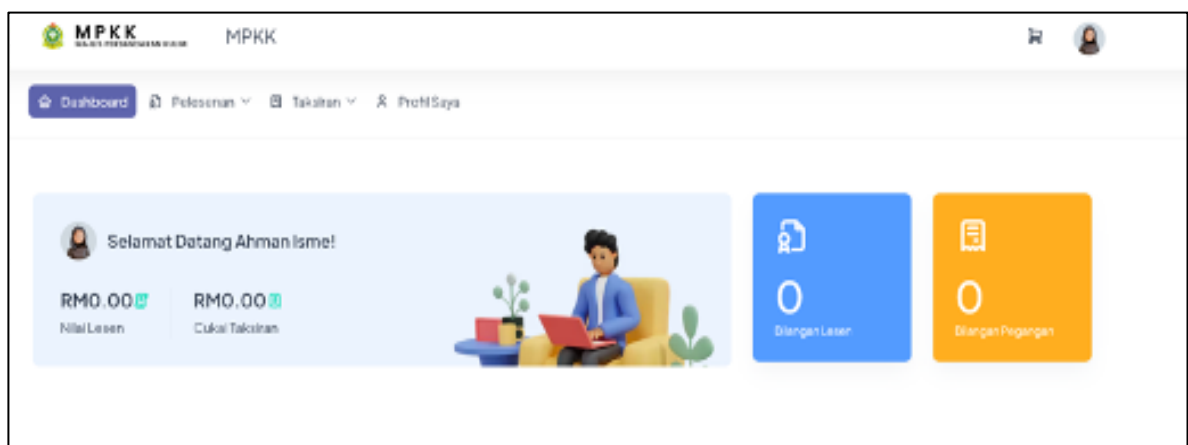 MPKK
MPKK
Dashboard
Pelesenan
Taksiran
Profil Saya
Selamat Datang Ahman Isme!
RM0.00
RM0.00
Nilai Lesen
Cukai Taksiran
0
Bilangan Lesen
0
Bilangan Pegangan